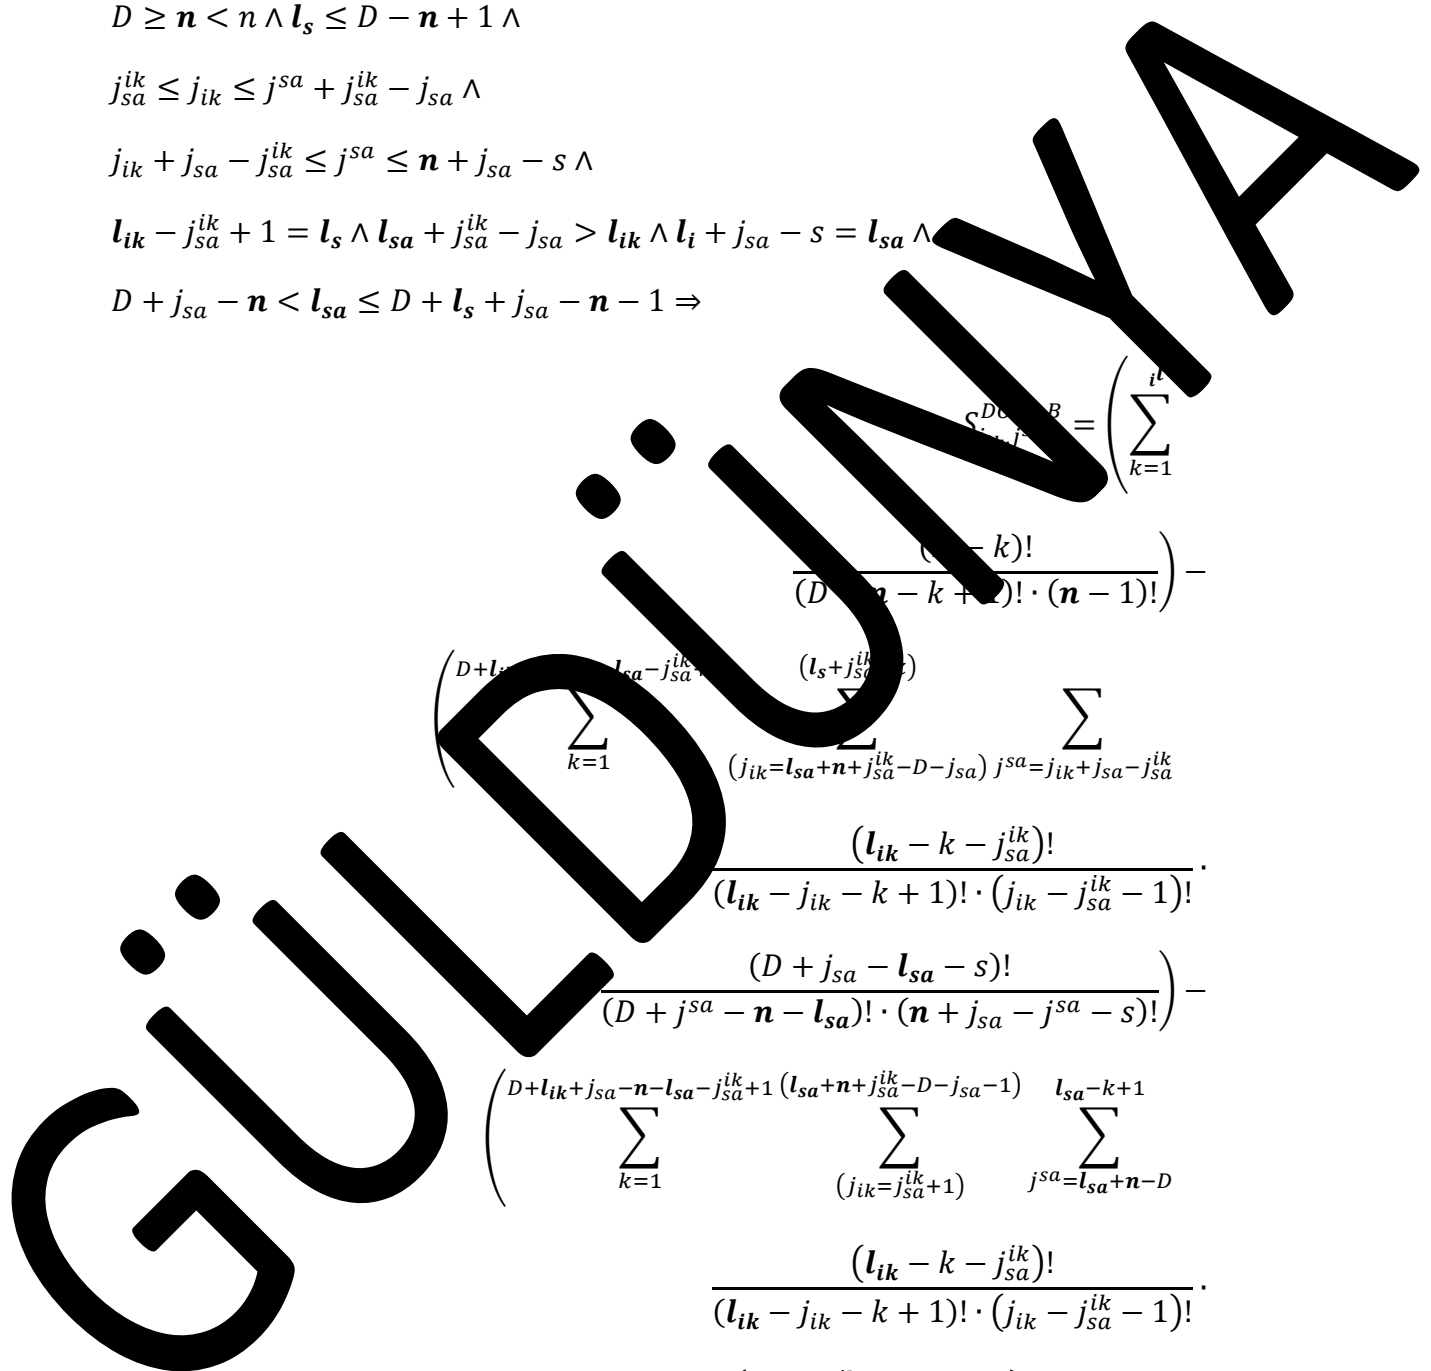 D ≥ 𝒏 < n ∧ 𝒍_𝒔 ≤ D − 𝒏 + 1 ∧
j_{sa}^{ik} ≤ j_{ik} ≤ j^{sa} + j_{sa}^{ik} − j_{sa} ∧
j_{ik} + j_{sa} − j_{sa}^{ik} ≤ j^{sa} ≤ 𝒏 + j_{sa} − s ∧
𝒍_{𝒊𝒌} − j_{sa}^{ik} + 1 = 𝒍_𝒔 ∧ 𝒍_{𝒔𝒂} + j_{sa}^{ik} − j_{sa} > 𝒍_{𝒊𝒌} ∧ 𝒍_𝒊 + j_{sa} − s = 𝒍_{𝒔𝒂} ∧
D + j_{sa} − 𝒏 < 𝒍_{𝒔𝒂} ≤ D + 𝒍_𝒔 + j_{sa} − 𝒏 − 1 ⇒
= ( ∑_{k=1}
− k)!
(D 𝒏 − k + 1)! · (𝒏 − 1)! ) −
( ∑_{k=1} ∑_{(j_{ik}=𝒍_{𝒔𝒂}+𝒏+j_{sa}^{ik}−D−j_{sa})} ∑_{j^{sa}=j_{ik}+j_{sa}−j_{sa}^{ik}}
(𝒍_{𝒊𝒌} − k − j_{sa}^{ik})!
(𝒍_{𝒊𝒌} − j_{ik} − k + 1)! · (j_{ik} − j_{sa}^{ik} − 1)! ·
(D + j_{sa} − 𝒍_{𝒔𝒂} − s)!
(D + j^{sa} − 𝒏 − 𝒍_{𝒔𝒂})! · (𝒏 + j_{sa} − j^{sa} − s)! ) −
( ∑_{k=1}^{D+𝒍_{𝒊𝒌}+j_{sa}−𝒏−𝒍_{𝒔𝒂}−j_{sa}^{ik}+1} ∑_{(j_{ik}=j_{sa}^{ik}+1)}^{(𝒍_{𝒔𝒂}+𝒏+j_{sa}^{ik}−D−j_{sa}−1)} ∑_{j^{sa}=𝒍_{𝒔𝒂}+𝒏−D}^{𝒍_{𝒔𝒂}−k+1}
(𝒍_{𝒊𝒌} − k − j_{sa}^{ik})!
(𝒍_{𝒊𝒌} − j_{ik} − k + 1)! · (j_{ik} − j_{sa}^{ik} − 1)! ·
GÜLDÜNYA